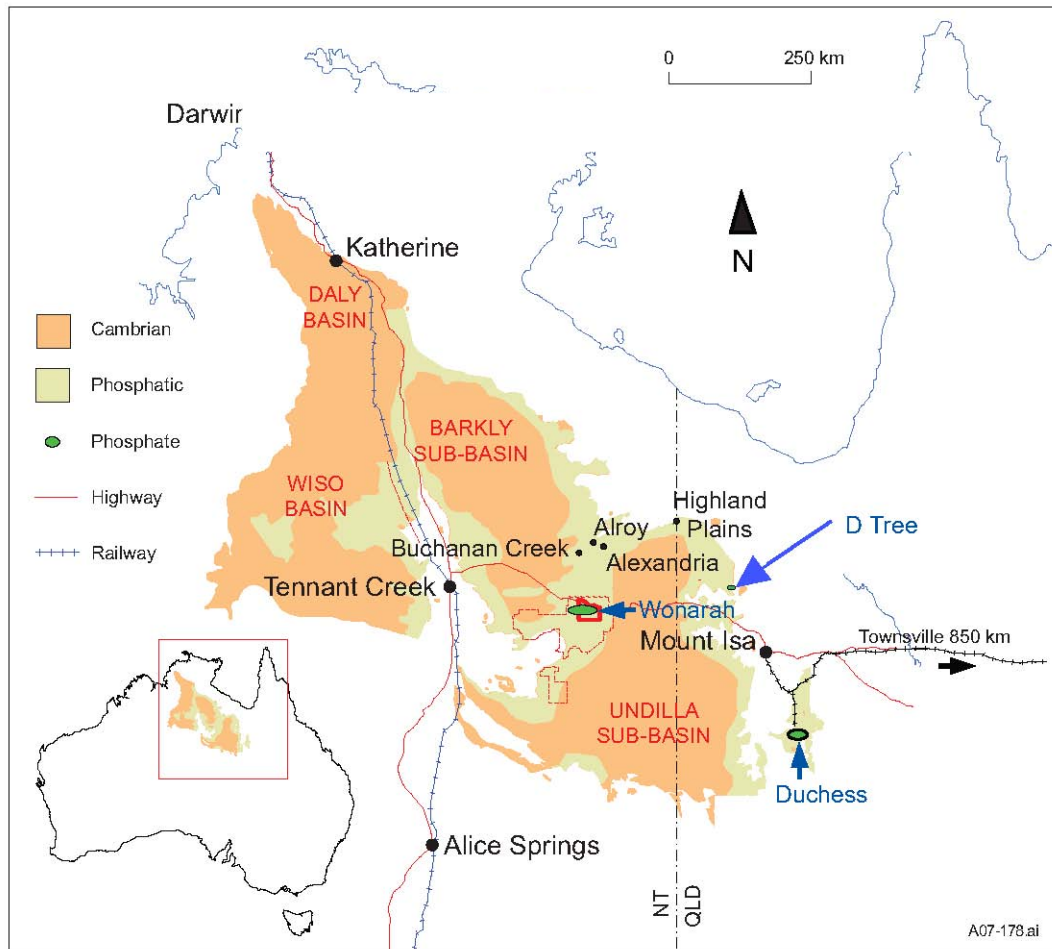 0 250 km
Darwir
N
Katherine
DALY
BASIN
Cambrian
Phosphatic
Phosphate
Highway
Railway
BARKLY
SUB-BASIN
WISO
BASIN
Highland
Plains
D Tree
Alroy
Buchanan Creek
Alexandria
Tennant Creek
Wonarah
Mount Isa
Townsville 850 km
UNDILLA
SUB-BASIN
Duchess
Alice Springs
NT
QLD
A07-178.ai